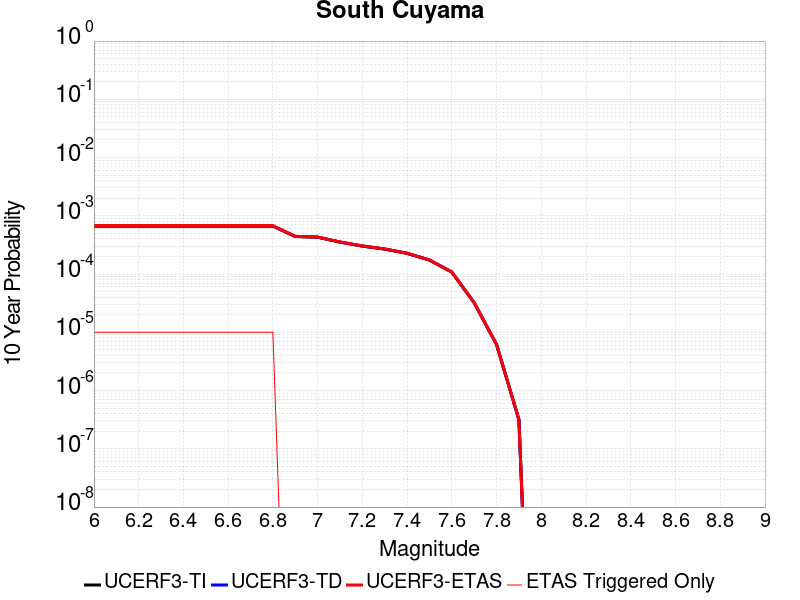 South Cuyama
10^0
10^-1
10^-2
10^-3
10^-4
10^-5
10^-6
10^-7
10^-8
10 Year Probability
6 6.2 6.4 6.6 6.8 7 7.2 7.4 7.6 7.8 8 8.2 8.4 8.6 8.8 9
Magnitude
UCERF3-TI UCERF3-TD UCERF3-ETAS ETAS Triggered Only